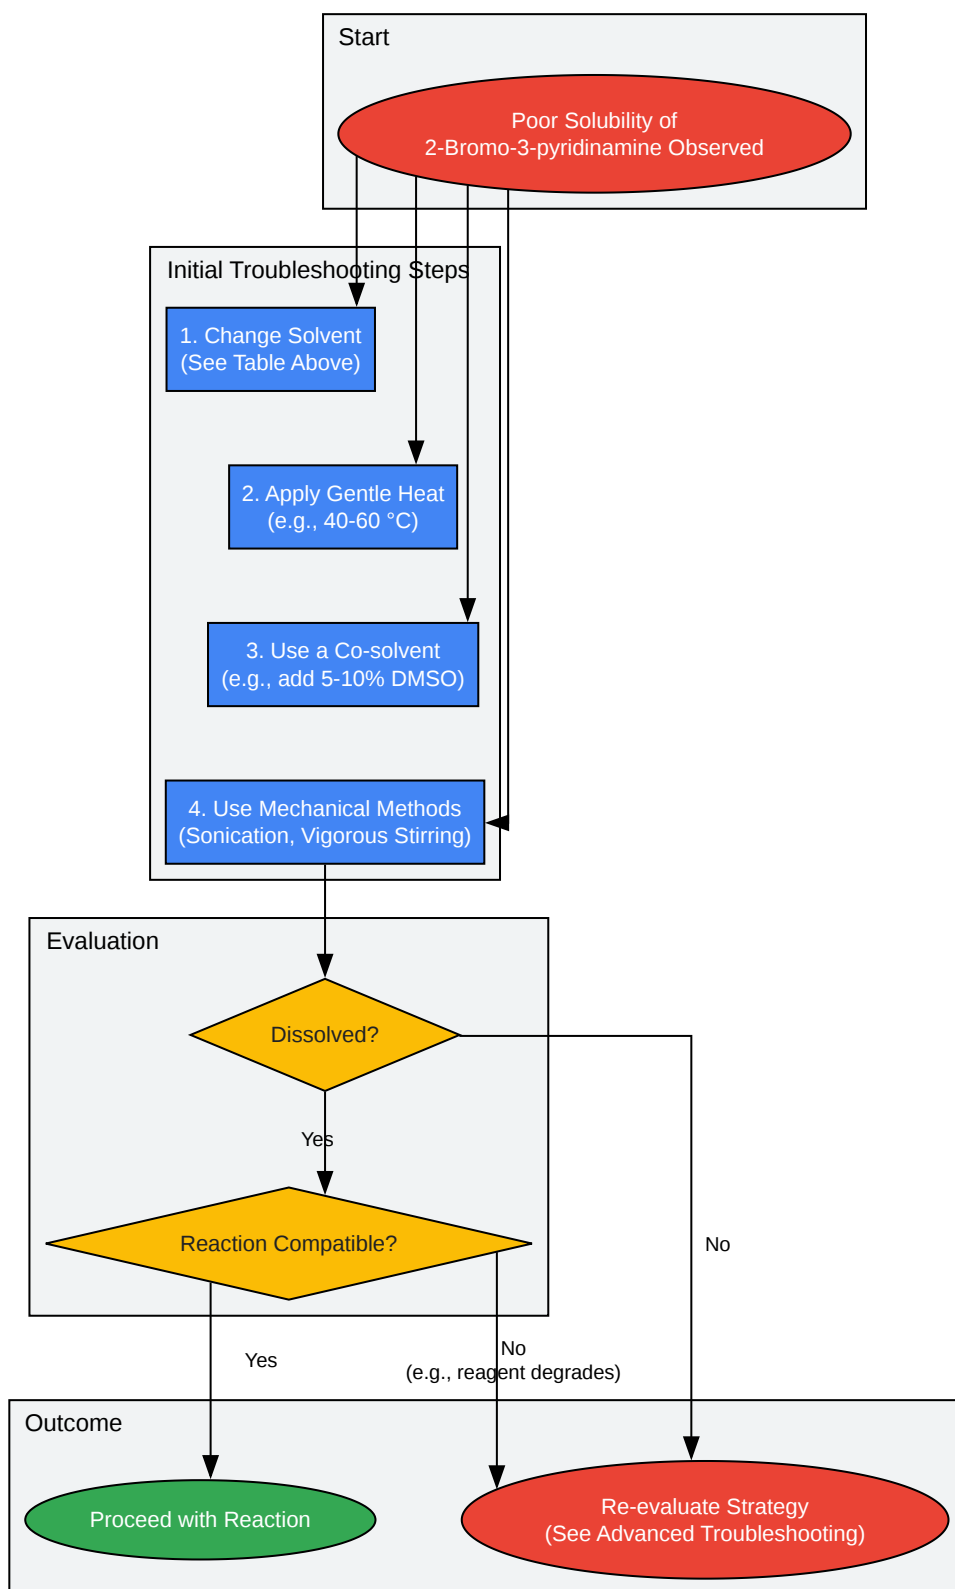 Start
Poor Solubility of
2-Bromo-3-pyridinamine Observed
Initial Troubleshooting Steps
1. Change Solvent
(See Table Above)
2. Apply Gentle Heat
(e.g., 40-60 °C)
3. Use a Co-solvent
(e.g., add 5-10% DMSO)
4. Use Mechanical Methods
(Sonication, Vigorous Stirring)
Evaluation
Dissolved?
Yes
Reaction Compatible?
No
Yes
No
(e.g., reagent degrades)
Outcome
Proceed with Reaction
Re-evaluate Strategy
(See Advanced Troubleshooting)